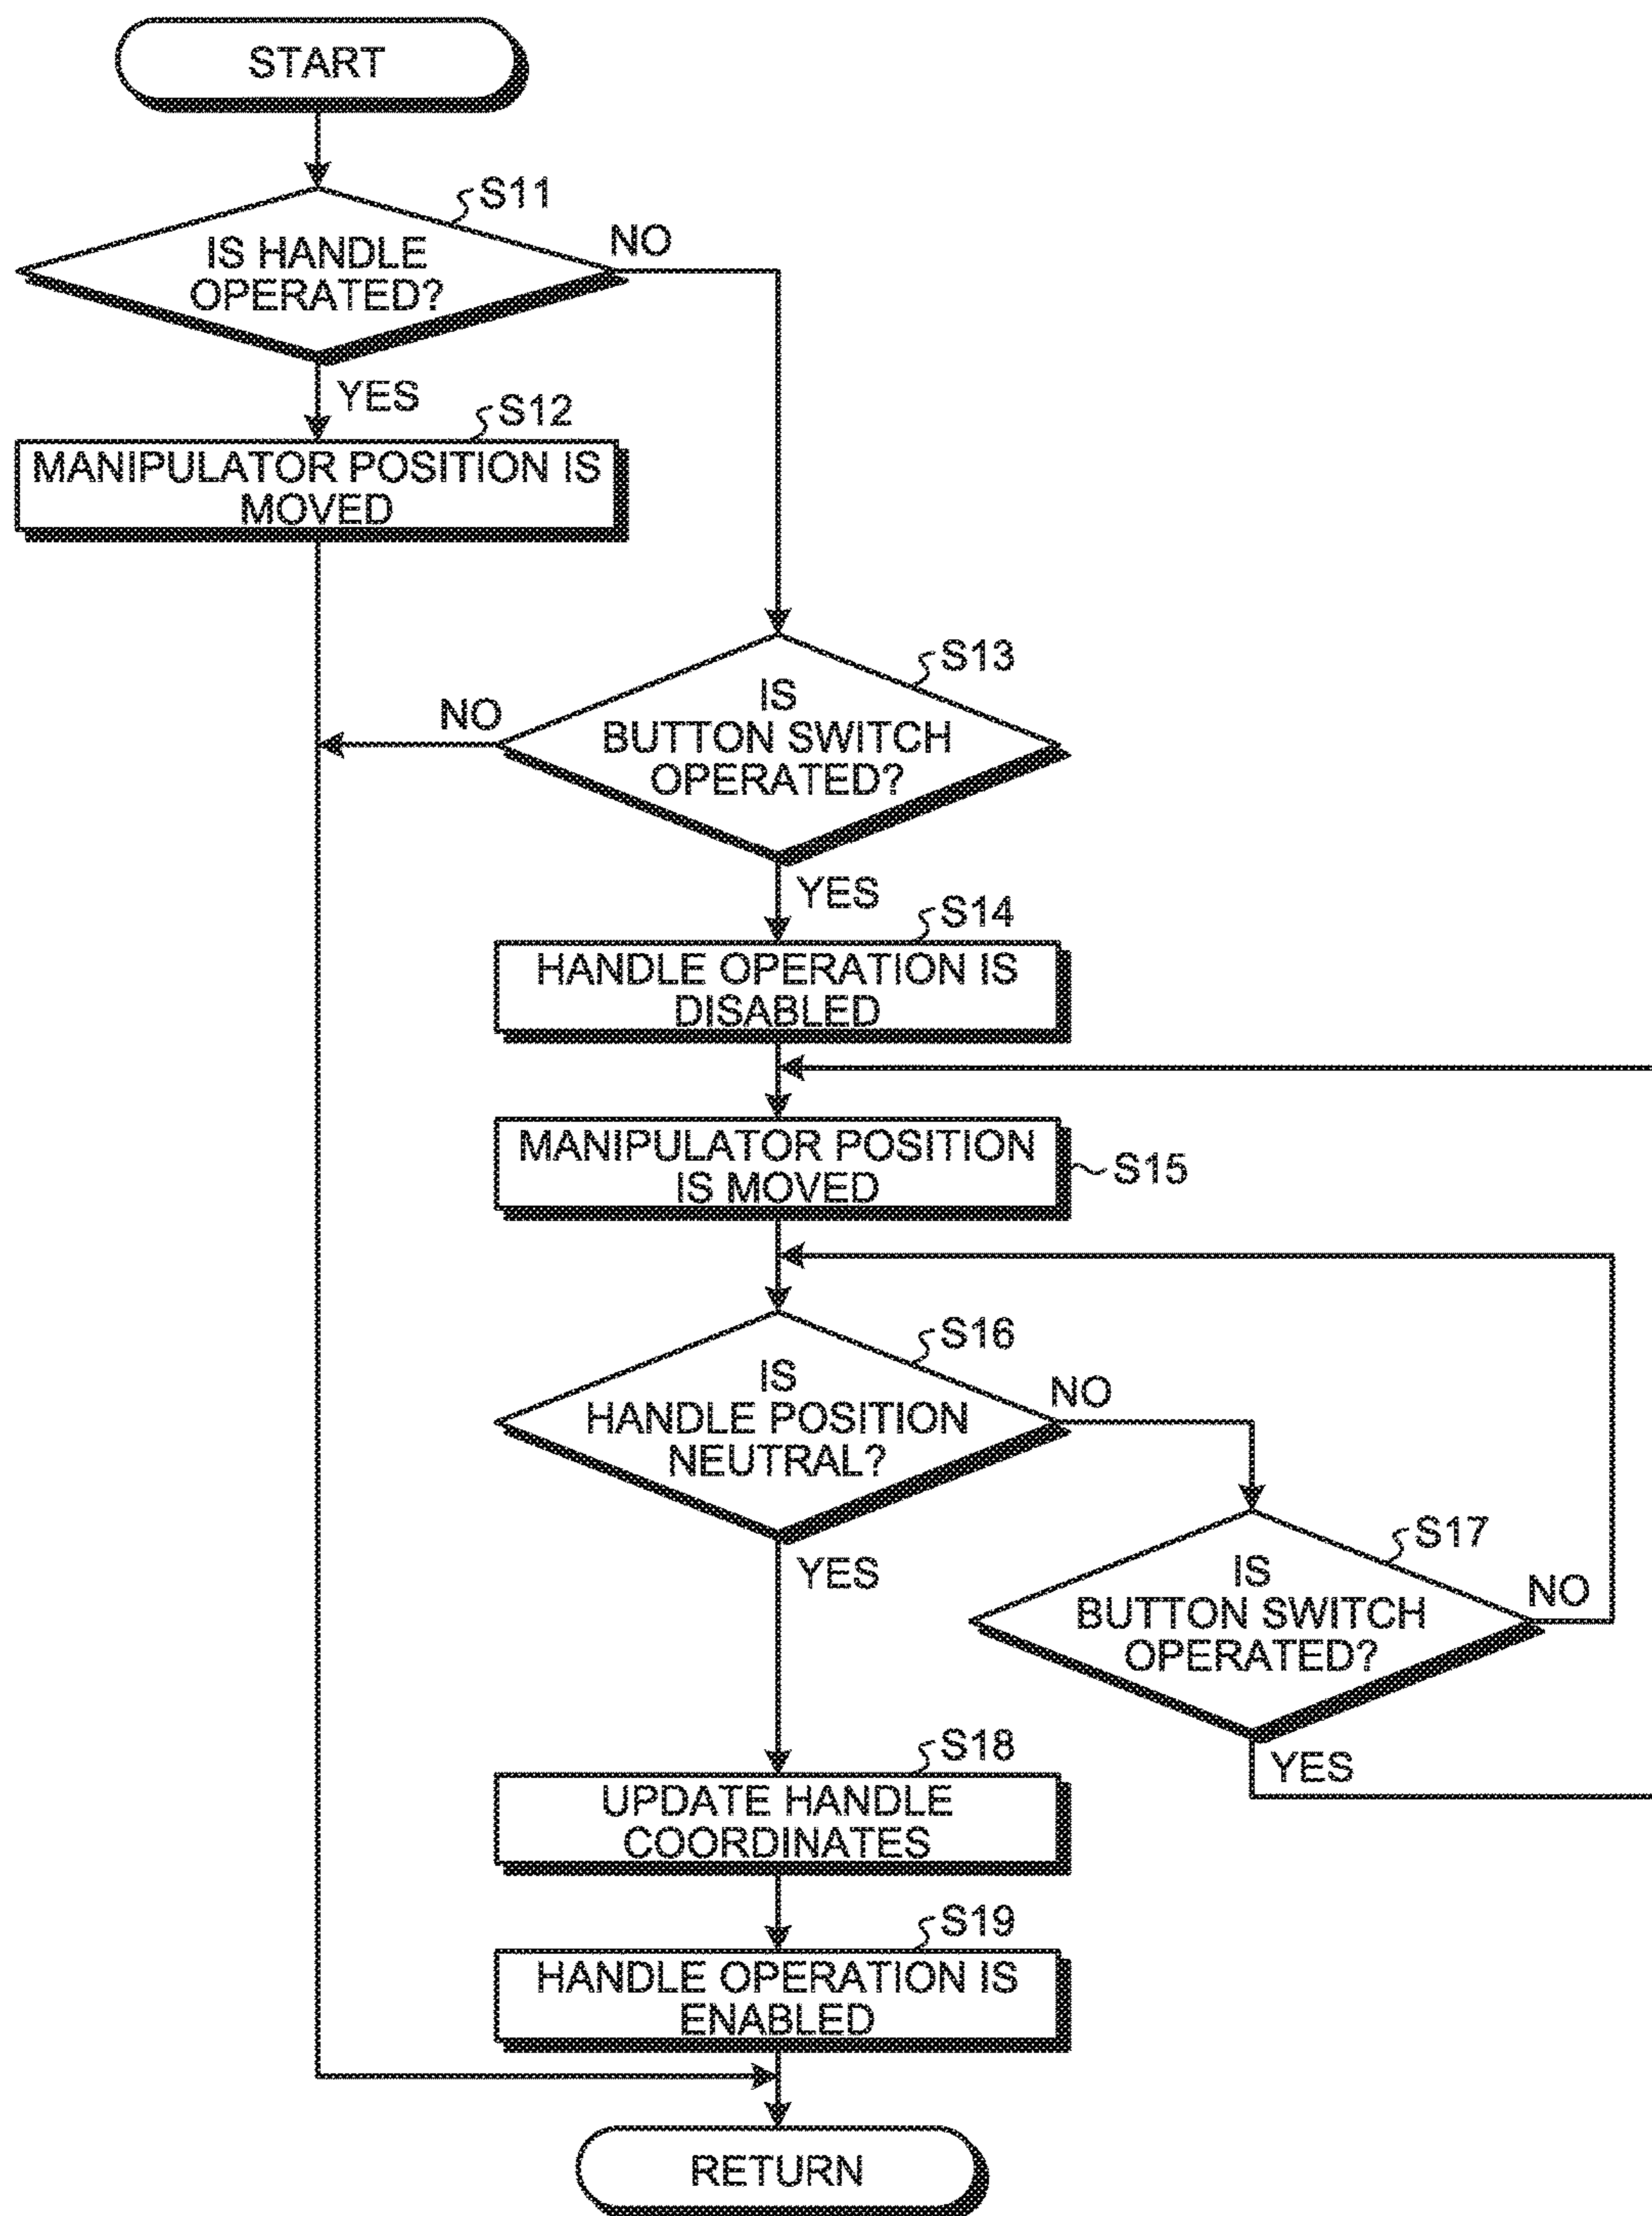 START
S11
IS HANDLE
OPERATED?
NO
YES
S12
MANIPULATOR POSITION IS
MOVED
S13
IS
BUTTON SWITCH
OPERATED?
NO
YES
S14
HANDLE OPERATION IS
DISABLED
MANIPULATOR POSITION
IS MOVED
S15
S16
IS
HANDLE POSITION
NEUTRAL?
NO
YES
S17
IS
BUTTON SWITCH
OPERATED?
NO
YES
S18
UPDATE HANDLE
COORDINATES
S19
HANDLE OPERATION IS
ENABLED
RETURN